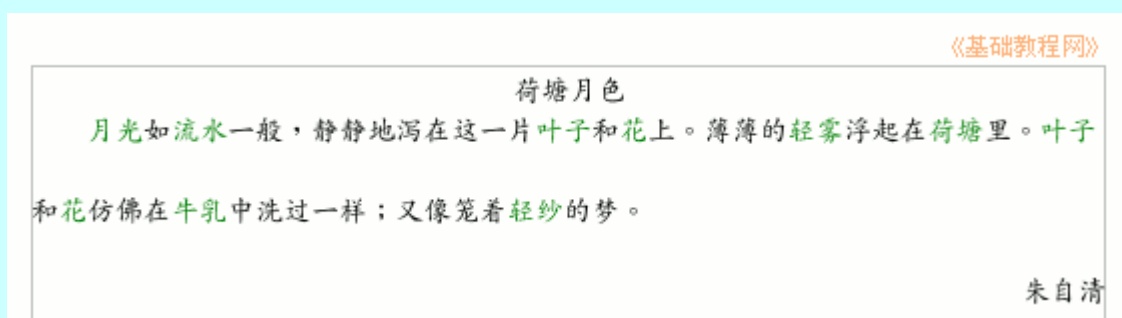 《基础教程网》
荷塘月色
月光如流水一般，静静地泻在这一片叶子和花上。薄薄的轻雾浮起在荷塘里。叶子
和花仿佛在牛乳中洗过一样；又像笼着轻纱的梦。
朱自清